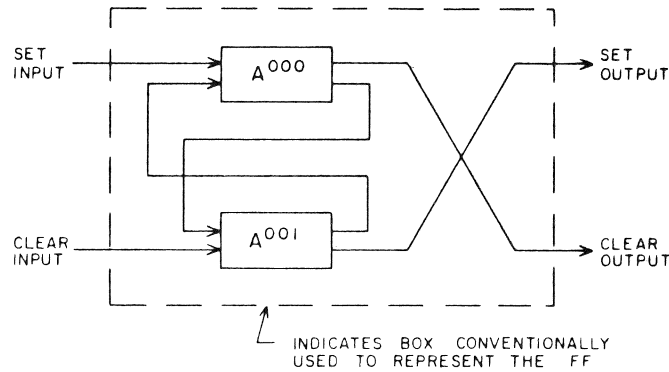 SET
INPUT
A000
SET
OUTPUT
CLEAR
INPUT
A001
CLEAR
OUTPUT
INDICATES BOX CONVENTIONALLY
USED TO REPRESENT THE FF